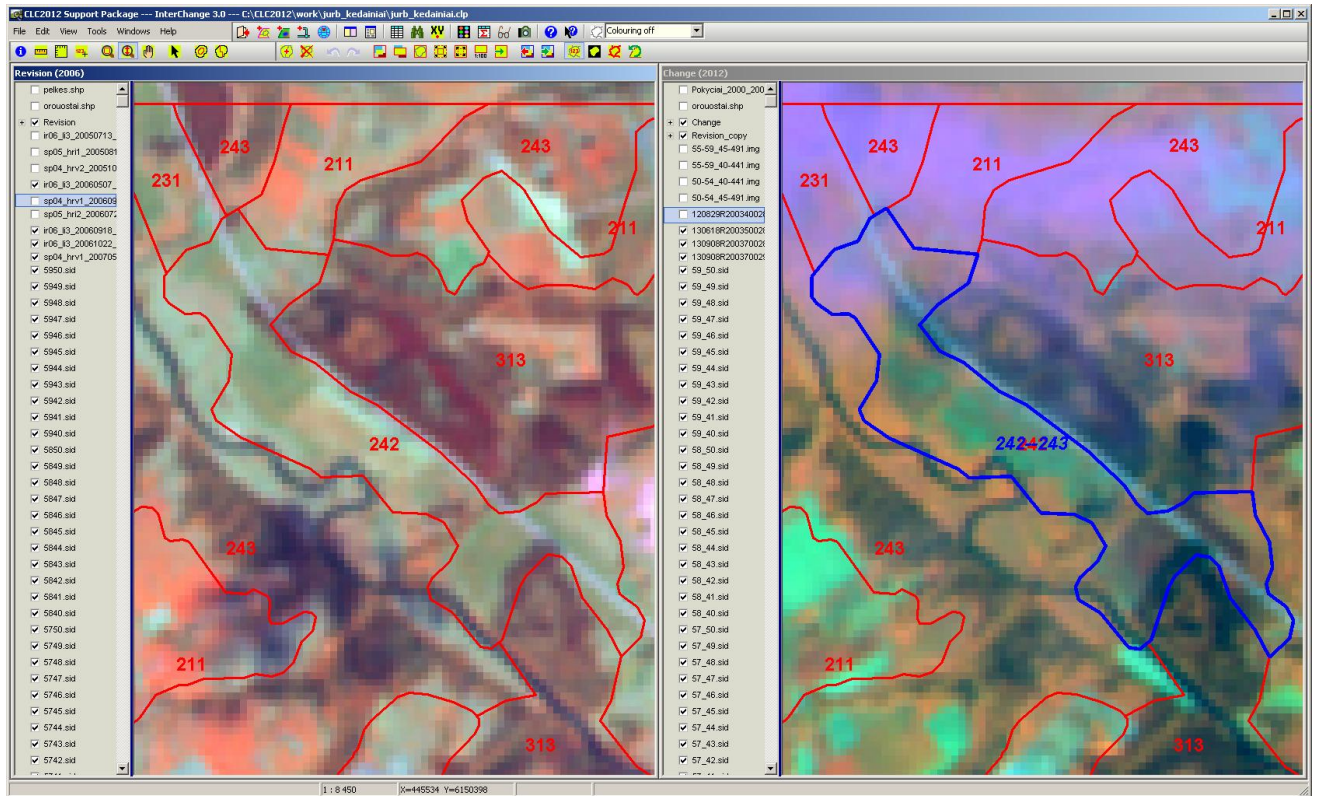 CLC2012 Support Package --- InterChange 3.0 --- C:\CLC2012\work\jurb_kedainiai\jurb_kedainiai.clp
File Edit View Tools Windows Help
Colouring off
Revision (2006)
pelkes.shp
orouostai.shp
Revision
ir06_li3_20050713_
sp05_hri1_2005081
sp04_hrv2_200510
ir06_li3_20060507_
sp04_hrv1_200609
sp05_hri2_2006072
ir06_li3_20060918_
ir06_li3_20061022_
sp04_hrv1_200705
5950.sid
5949.sid
5948.sid
5947.sid
5946.sid
5945.sid
5944.sid
5943.sid
5942.sid
5941.sid
5940.sid
5850.sid
5849.sid
5848.sid
5847.sid
5846.sid
5845.sid
5844.sid
5843.sid
5842.sid
5841.sid
5840.sid
5750.sid
5749.sid
5748.sid
5747.sid
5746.sid
5745.sid
5744.sid
5743.sid
5742.sid
243
211
243
231
211
313
242
243
211
313
Change (2012)
Pokyciai_2000_200
orouostai.shp
Change
Revision_copy
55-59_45-491.img
55-59_40-441.img
50-54_40-441.img
50-54_45-491.img
120829R20034002
130618R20035002
130908R20037002
130908R20037002
59_50.sid
59_49.sid
59_48.sid
59_47.sid
59_46.sid
59_45.sid
59_44.sid
59_43.sid
59_42.sid
59_41.sid
59_40.sid
58_50.sid
58_49.sid
58_48.sid
58_47.sid
58_46.sid
58_45.sid
58_44.sid
58_43.sid
58_42.sid
58_41.sid
58_40.sid
57_50.sid
57_49.sid
57_48.sid
57_47.sid
57_46.sid
57_45.sid
57_44.sid
57_43.sid
57_42.sid
243
211
243
231
211
313
242-243
243
211
313
1 : 8 450
X=445534 Y=6150398